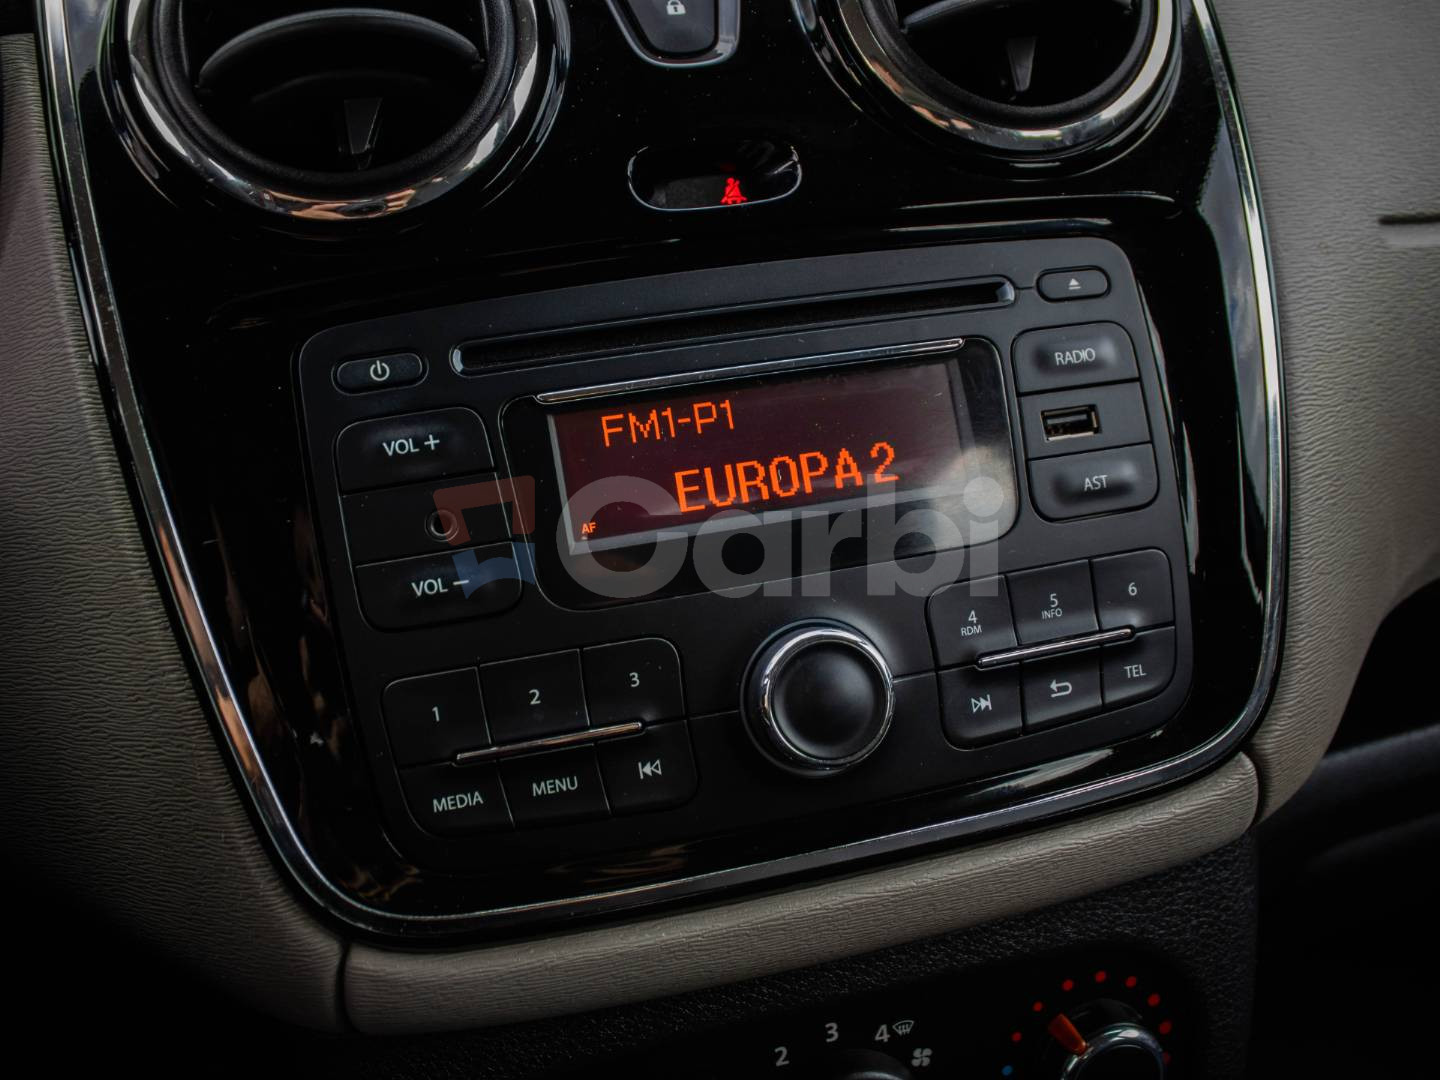 FM1-P1
EUROPA 2
AF
RADIO
AST
VOL +
VOL −
Carbi
1
2
3
MEDIA
MENU
4
RDM
5
INFO
6
TEL
2
3
4